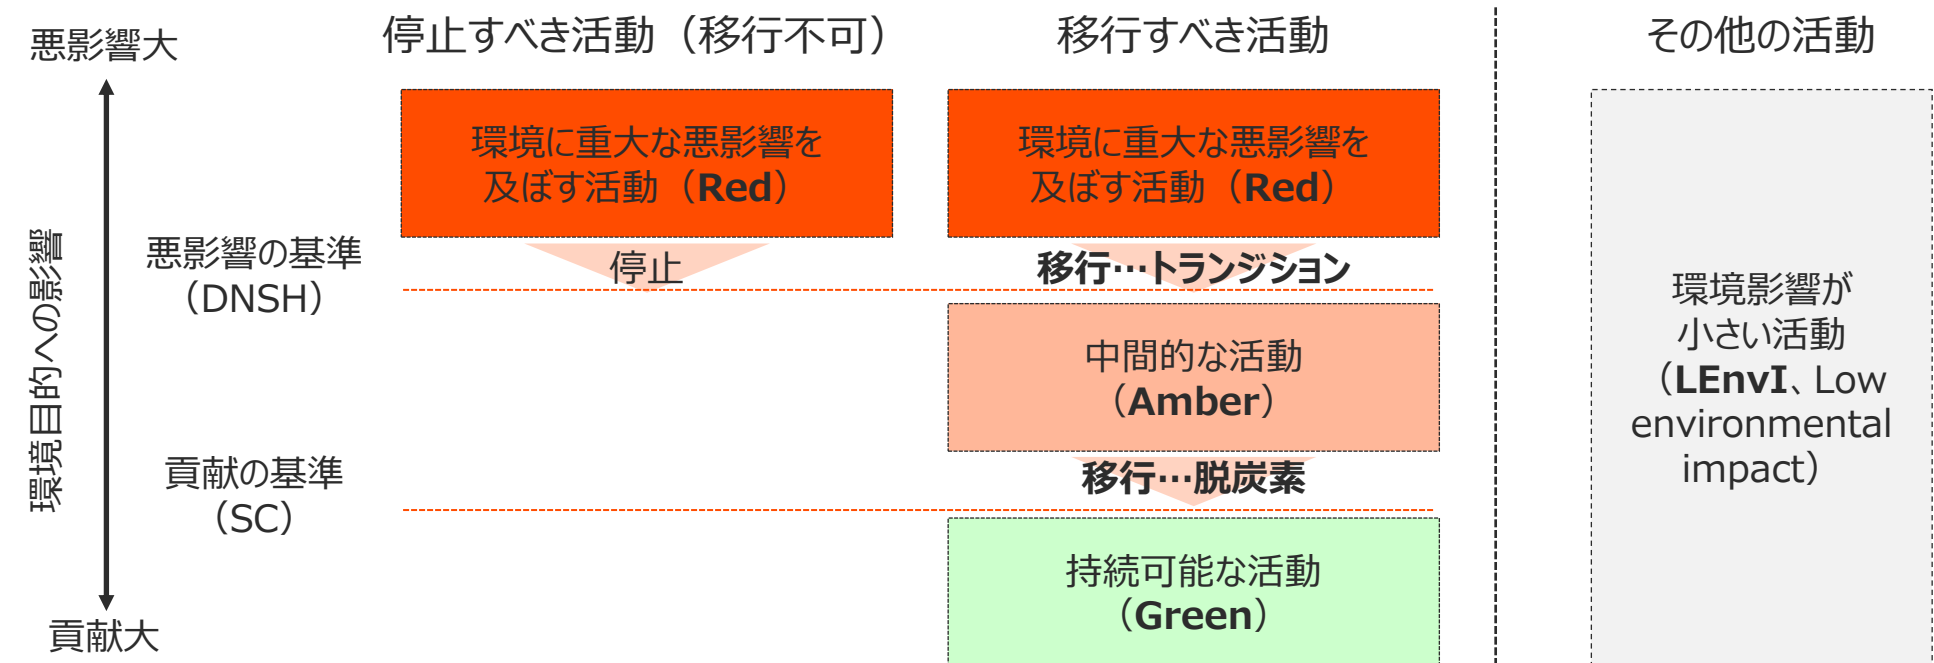 悪影響大
停止すべき活動（移行不可）
移行すべき活動
その他の活動
環境に重大な悪影響を
及ぼす活動（Red）
環境に重大な悪影響を
及ぼす活動（Red）
環境目的への影響
悪影響の基準
（DNSH）
停止
移行…トランジション
中間的な活動
（Amber）
貢献の基準
（SC）
移行…脱炭素
持続可能な活動
（Green）
貢献大
環境影響が
小さい活動
（LEnvI、Low
environmental
impact）